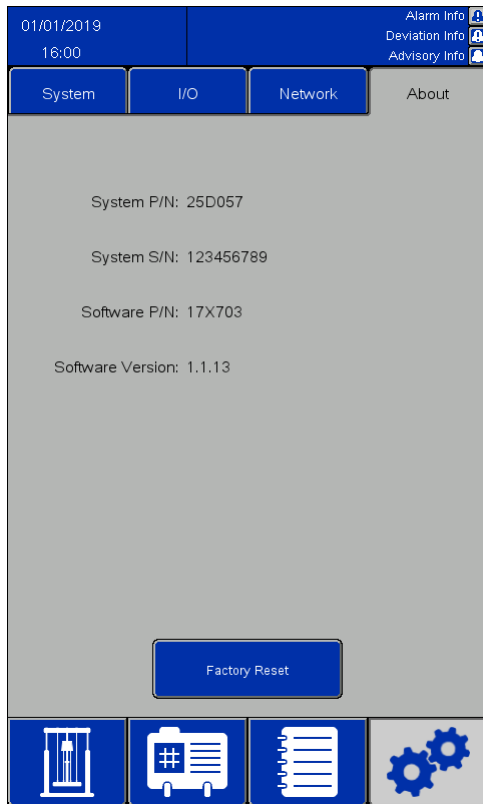 01/01/2019
16:00
Alarm Info
Deviation Info
Advisory Info
System
I/O
Network
About
System P/N: 25D057
System S/N: 123456789
Software P/N: 17X703
Software Version: 1.1.13
Factory Reset
#